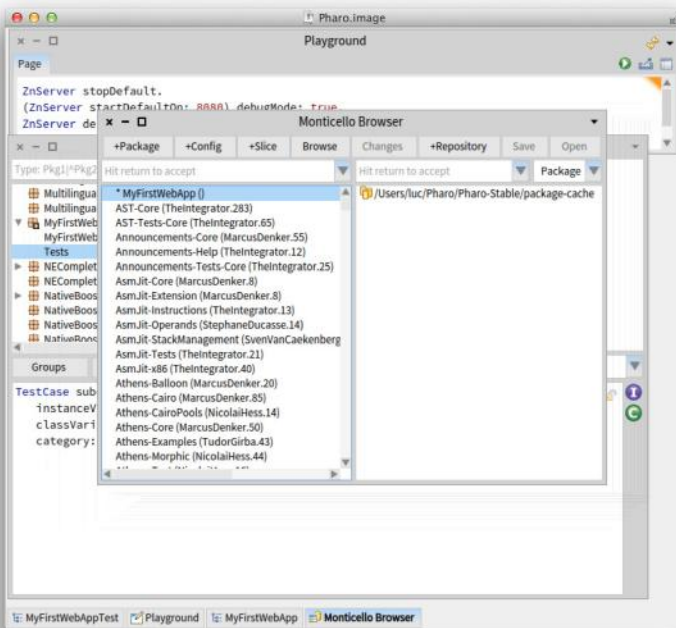 Pharo.image
Playground
Page
ZnServer stopDefault.
(ZnServer startDefaultOn: 8080) debugMode: true.
ZnServer de
Monticello Browser
+Package +Config +Slice Browse Changes +Repository Save Open
Type: Pkg1|^Pkg2
Hit return to accept
Hit return to accept
Package
Multilingua
Multilingua
MyFirstWeb
MyFirstWeb
Tests
NEComplet
NEComplet
NativeBoos
NativeBoos
NativeBoos
NativeBoos
* MyFirstWebApp ()
AST-Core (TheIntegrator.283)
AST-Tests-Core (TheIntegrator.65)
Announcements-Core (MarcusDenker.55)
Announcements-Help (TheIntegrator.12)
Announcements-Tests-Core (TheIntegrator.25)
AsmJit-Core (MarcusDenker.8)
AsmJit-Extension (MarcusDenker.8)
AsmJit-Instructions (TheIntegrator.13)
AsmJit-Operands (StephaneDucasse.14)
AsmJit-StackManagement (SvenVanCaekenberg
AsmJit-Tests (TheIntegrator.21)
AsmJit-x86 (TheIntegrator.40)
Athens-Balloon (MarcusDenker.20)
Athens-Cairo (MarcusDenker.85)
Athens-CairoPools (NicolaiHess.14)
Athens-Core (MarcusDenker.50)
Athens-Examples (TudorGirba.43)
Athens-Morphic (NicolaiHess.44)
/Users/luc/Pharo/Pharo-Stable/package-cache
Groups
TestCase sub
instanceV
classVari
category:
I
C
MyFirstWebAppTest Playground MyFirstWebApp Monticello Browser